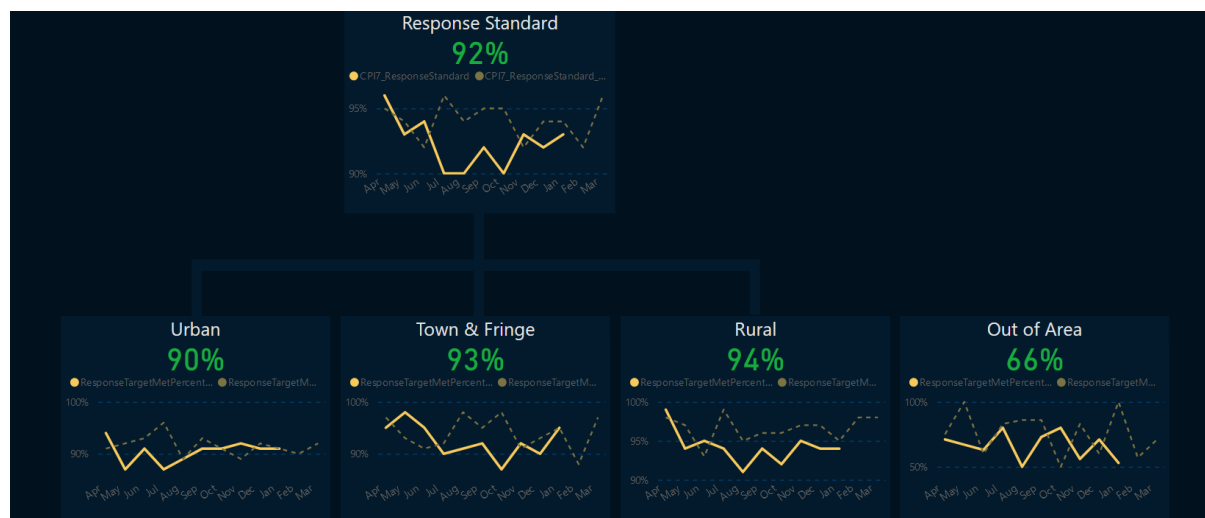 Response Standard
92%
CPI7_ResponseStandard CPI7_ResponseStandard_...
95%
90%
Apr May Jun Jul Aug Sep Oct Nov Dec Jan Feb Mar
Urban
90%
ResponseTargetMetPercent... ResponseTargetM...
100%
90%
Apr May Jun Jul Aug Sep Oct Nov Dec Jan Feb Mar
Town & Fringe
93%
ResponseTargetMetPercent... ResponseTargetM...
100%
90%
Apr May Jun Jul Aug Sep Oct Nov Dec Jan Feb Mar
Rural
94%
ResponseTargetMetPercent... ResponseTargetM...
100%
95%
90%
Apr May Jun Jul Aug Sep Oct Nov Dec Jan Feb Mar
Out of Area
66%
ResponseTargetMetPercent... ResponseTargetM...
100%
50%
Apr May Jun Jul Aug Sep Oct Nov Dec Jan Feb Mar